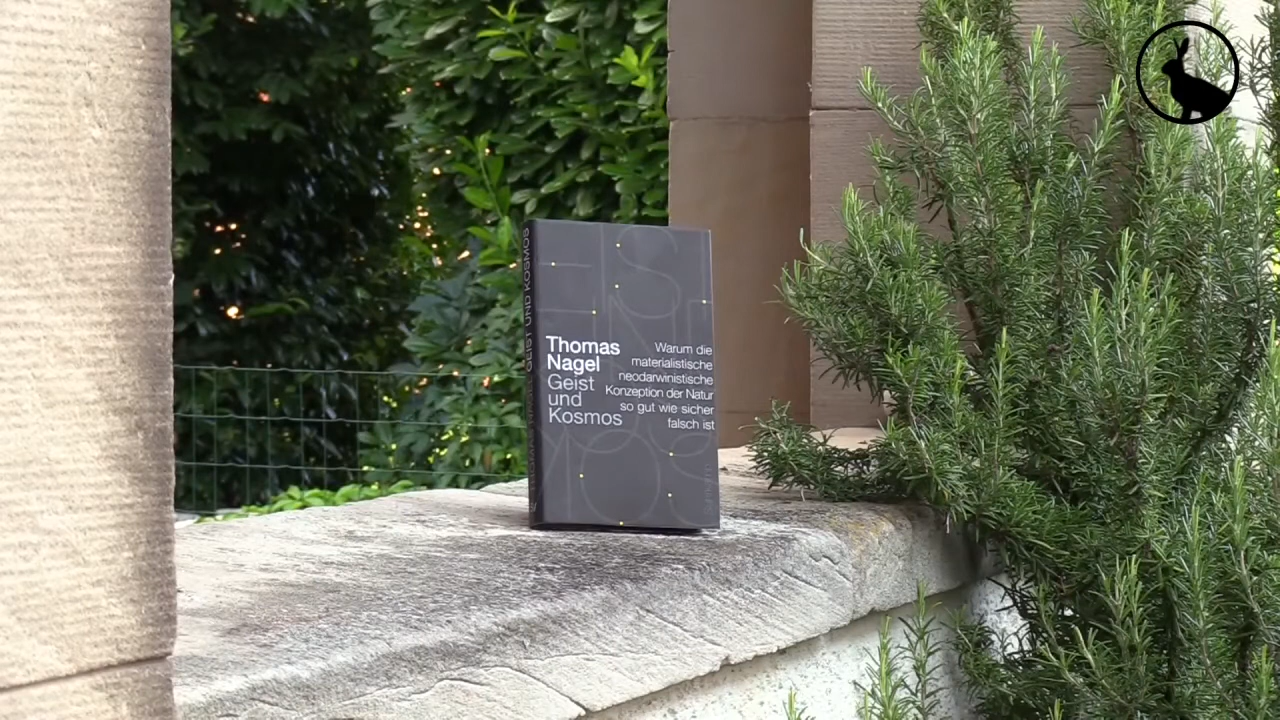 Thomas
Nagel
Geist
und
Kosmos
Warum die
materialistische
neodarwinistische
Konzeption der Natur
so gut wie sicher
falsch ist
GEIST UND KOSMOS